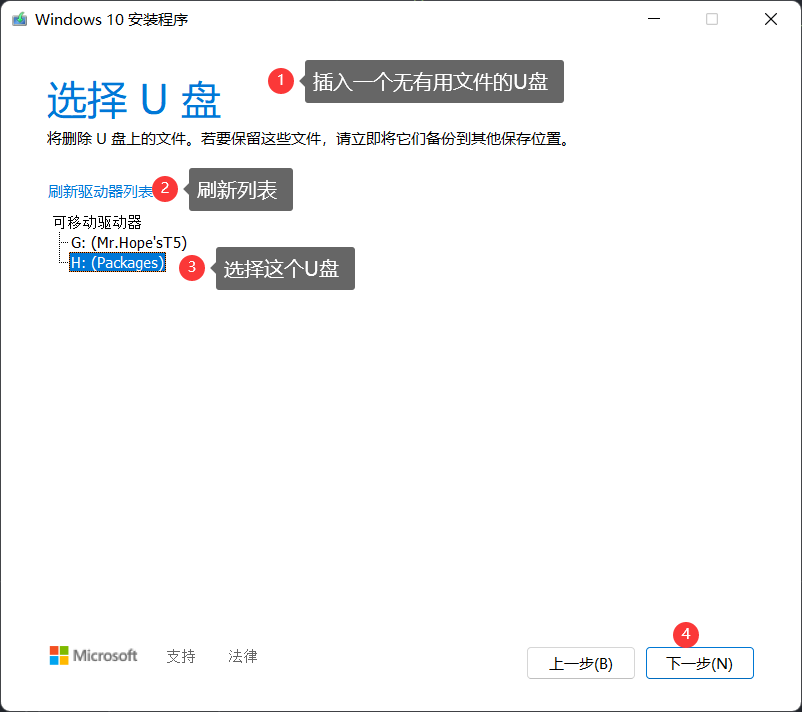 Windows 10 安装程序
1 插入一个无有用文件的U盘
选择 U 盘
将删除 U 盘上的文件。若要保留这些文件，请立即将它们备份到其他保存位置。
刷新驱动器列表 2 刷新列表
可移动驱动器
G: (Mr.Hope'sT5)
H: (Packages) 3 选择这个U盘
4
Microsoft 支持 法律 上一步(B) 下一步(N)